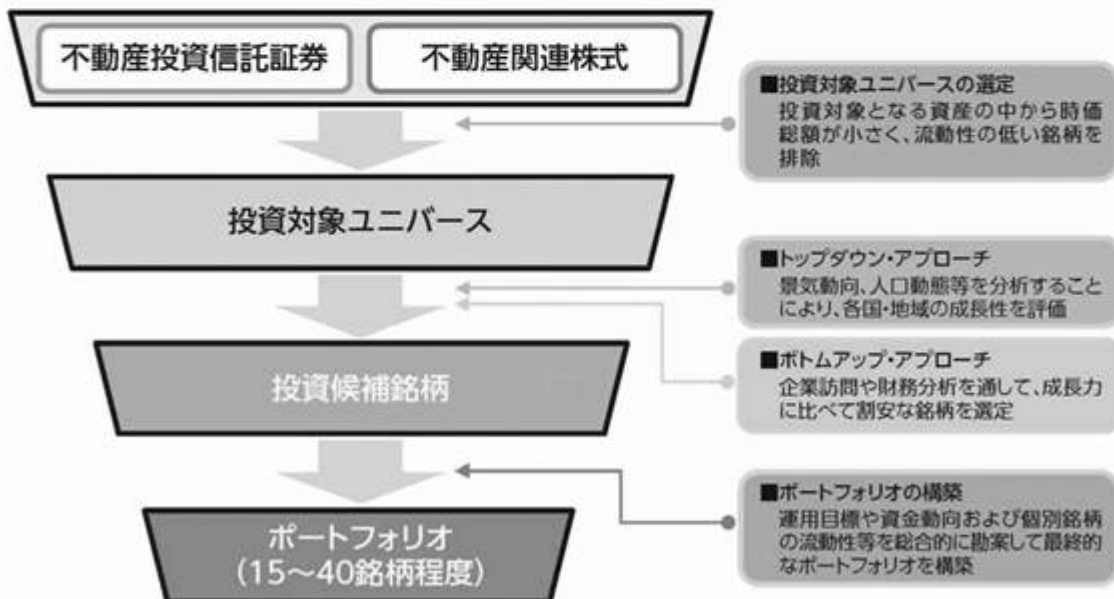 不動産投資信託証券
不動産関連株式
■投資対象ユニバースの選定
投資対象となる資産の中から時価
総額が小さく、流動性の低い銘柄を
排除
投資対象ユニバース
■トップダウン・アプローチ
景気動向、人口動態等を分析すること
により、各国・地域の成長性を評価
■ボトムアップ・アプローチ
企業訪問や財務分析を通して、成長力
に比べて割安な銘柄を選定
投資候補銘柄
■ポートフォリオの構築
運用目標や資金動向および個別銘柄
の流動性等を総合的に勘案して最終的
なポートフォリオを構築
ポートフォリオ
（15～40銘柄程度）